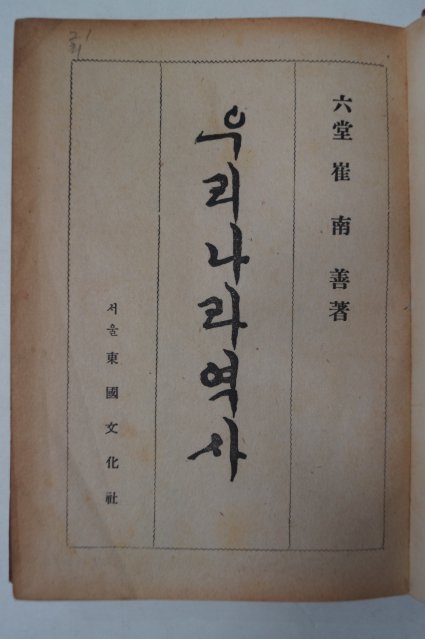 六堂 崔南善著
우리나라역사
서울 東國文化社